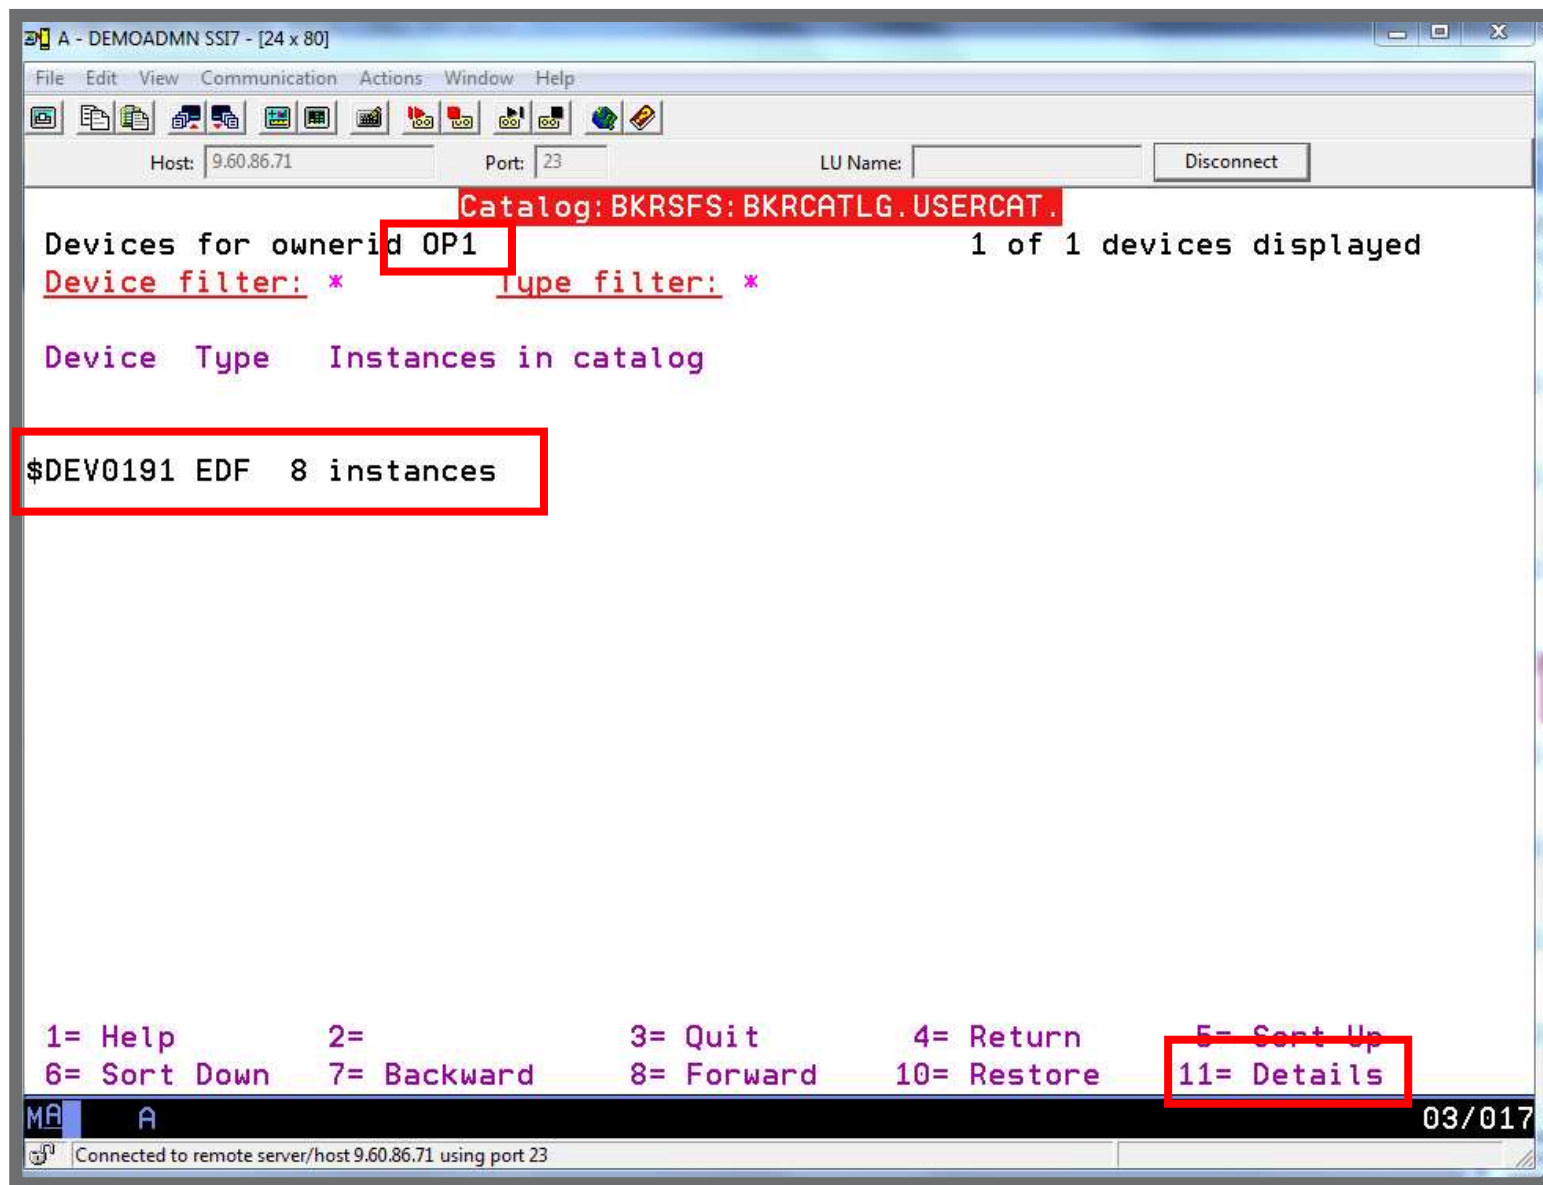 A - DEMOADMN SSI7 - [24 x 80]
File Edit View Communication Actions Window Help
Host: 9.60.86.71 Port: 23 LU Name: Disconnect
Catalog:BKRSFS:BKRCATLG.USERCAT.
Devices for ownerid OP1 1 of 1 devices displayed
Device filter: * Type filter: *
Device Type Instances in catalog
$DEV0191 EDF 8 instances
1= Help 2= 3= Quit 4= Return 5= Sort Up
6= Sort Down 7= Backward 8= Forward 10= Restore 11= Details
MA A 03/017
Connected to remote server/host 9.60.86.71 using port 23